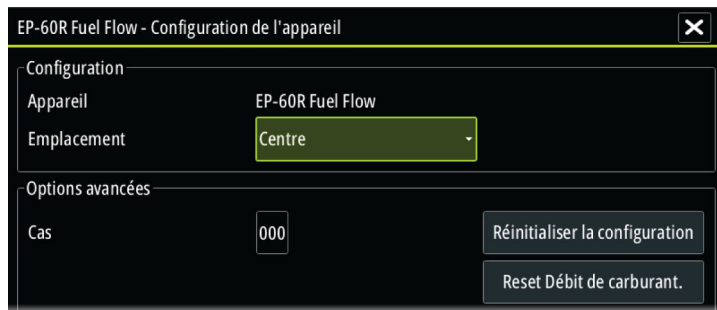 EP-60R Fuel Flow - Configuration de l'appareil
Configuration
Appareil EP-60R Fuel Flow
Emplacement Centre
Options avancées
Cas 000 Réinitialiser la configuration
Reset Débit de carburant.